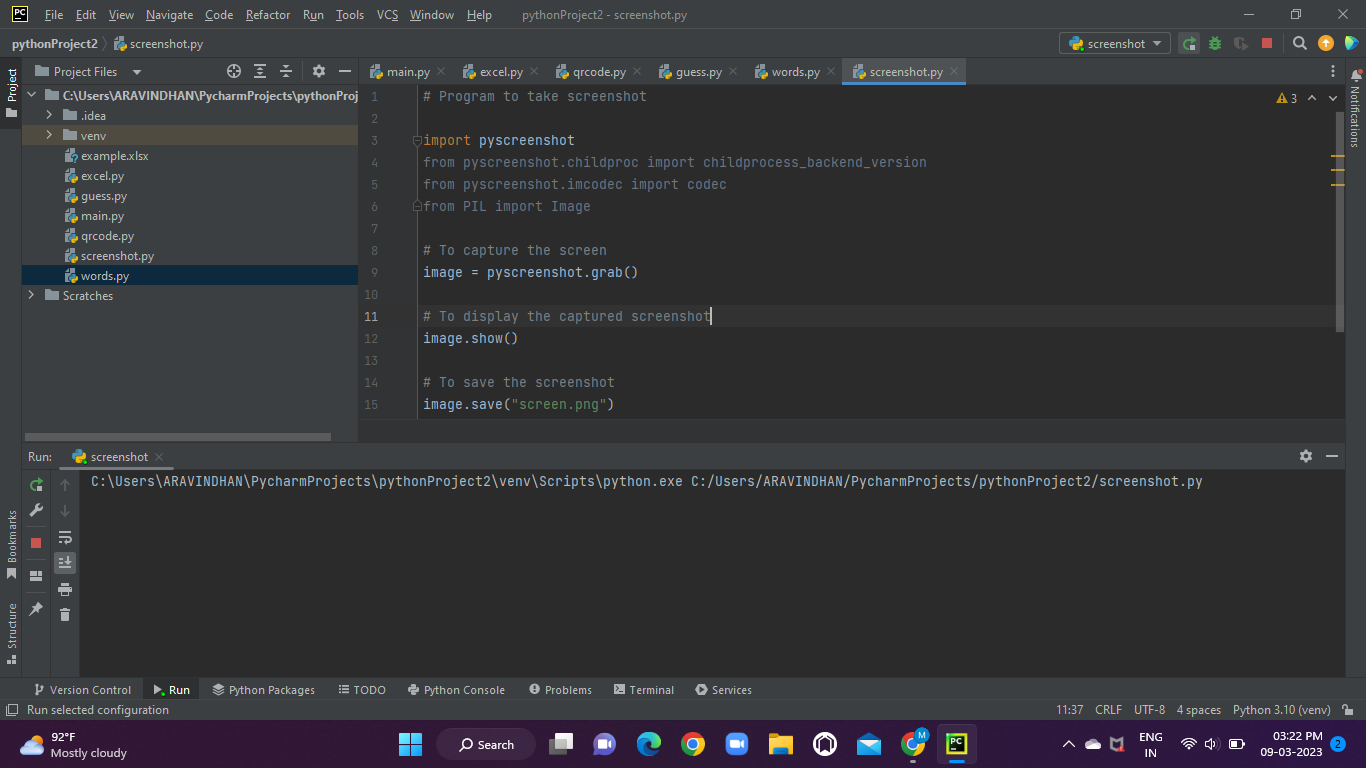 PC File Edit View Navigate Code Refactor Run Tools VCS Window Help pythonProject2 - screenshot.py
pythonProject2 screenshot.py screenshot
Project
Project Files
main.py excel.py qrcode.py guess.py words.py screenshot.py
Notifications
C:\Users\ARAVINDHAN\PycharmProjects\pythonProj
.idea
venv
example.xlsx
excel.py
guess.py
main.py
qrcode.py
screenshot.py
words.py
Scratches
3
1 # Program to take screenshot
2
3 import pyscreenshot
4 from pyscreenshot.childproc import childprocess_backend_version
5 from pyscreenshot.imcodec import codec
6 from PIL import Image
7
8 # To capture the screen
9 image = pyscreenshot.grab()
10
11 # To display the captured screenshot
12 image.show()
13
14 # To save the screenshot
15 image.save("screen.png")
Run: screenshot
C:\Users\ARAVINDHAN\PycharmProjects\pythonProject2\venv\Scripts\python.exe C:/Users/ARAVINDHAN/PycharmProjects/pythonProject2/screenshot.py
Bookmarks
Structure
Version Control Run Python Packages TODO Python Console Problems Terminal Services
Run selected configuration 11:37 CRLF UTF-8 4 spaces Python 3.10 (venv)
92°F
Mostly cloudy
Search
M
PC
ENG
IN
03:22 PM
09-03-2023
2